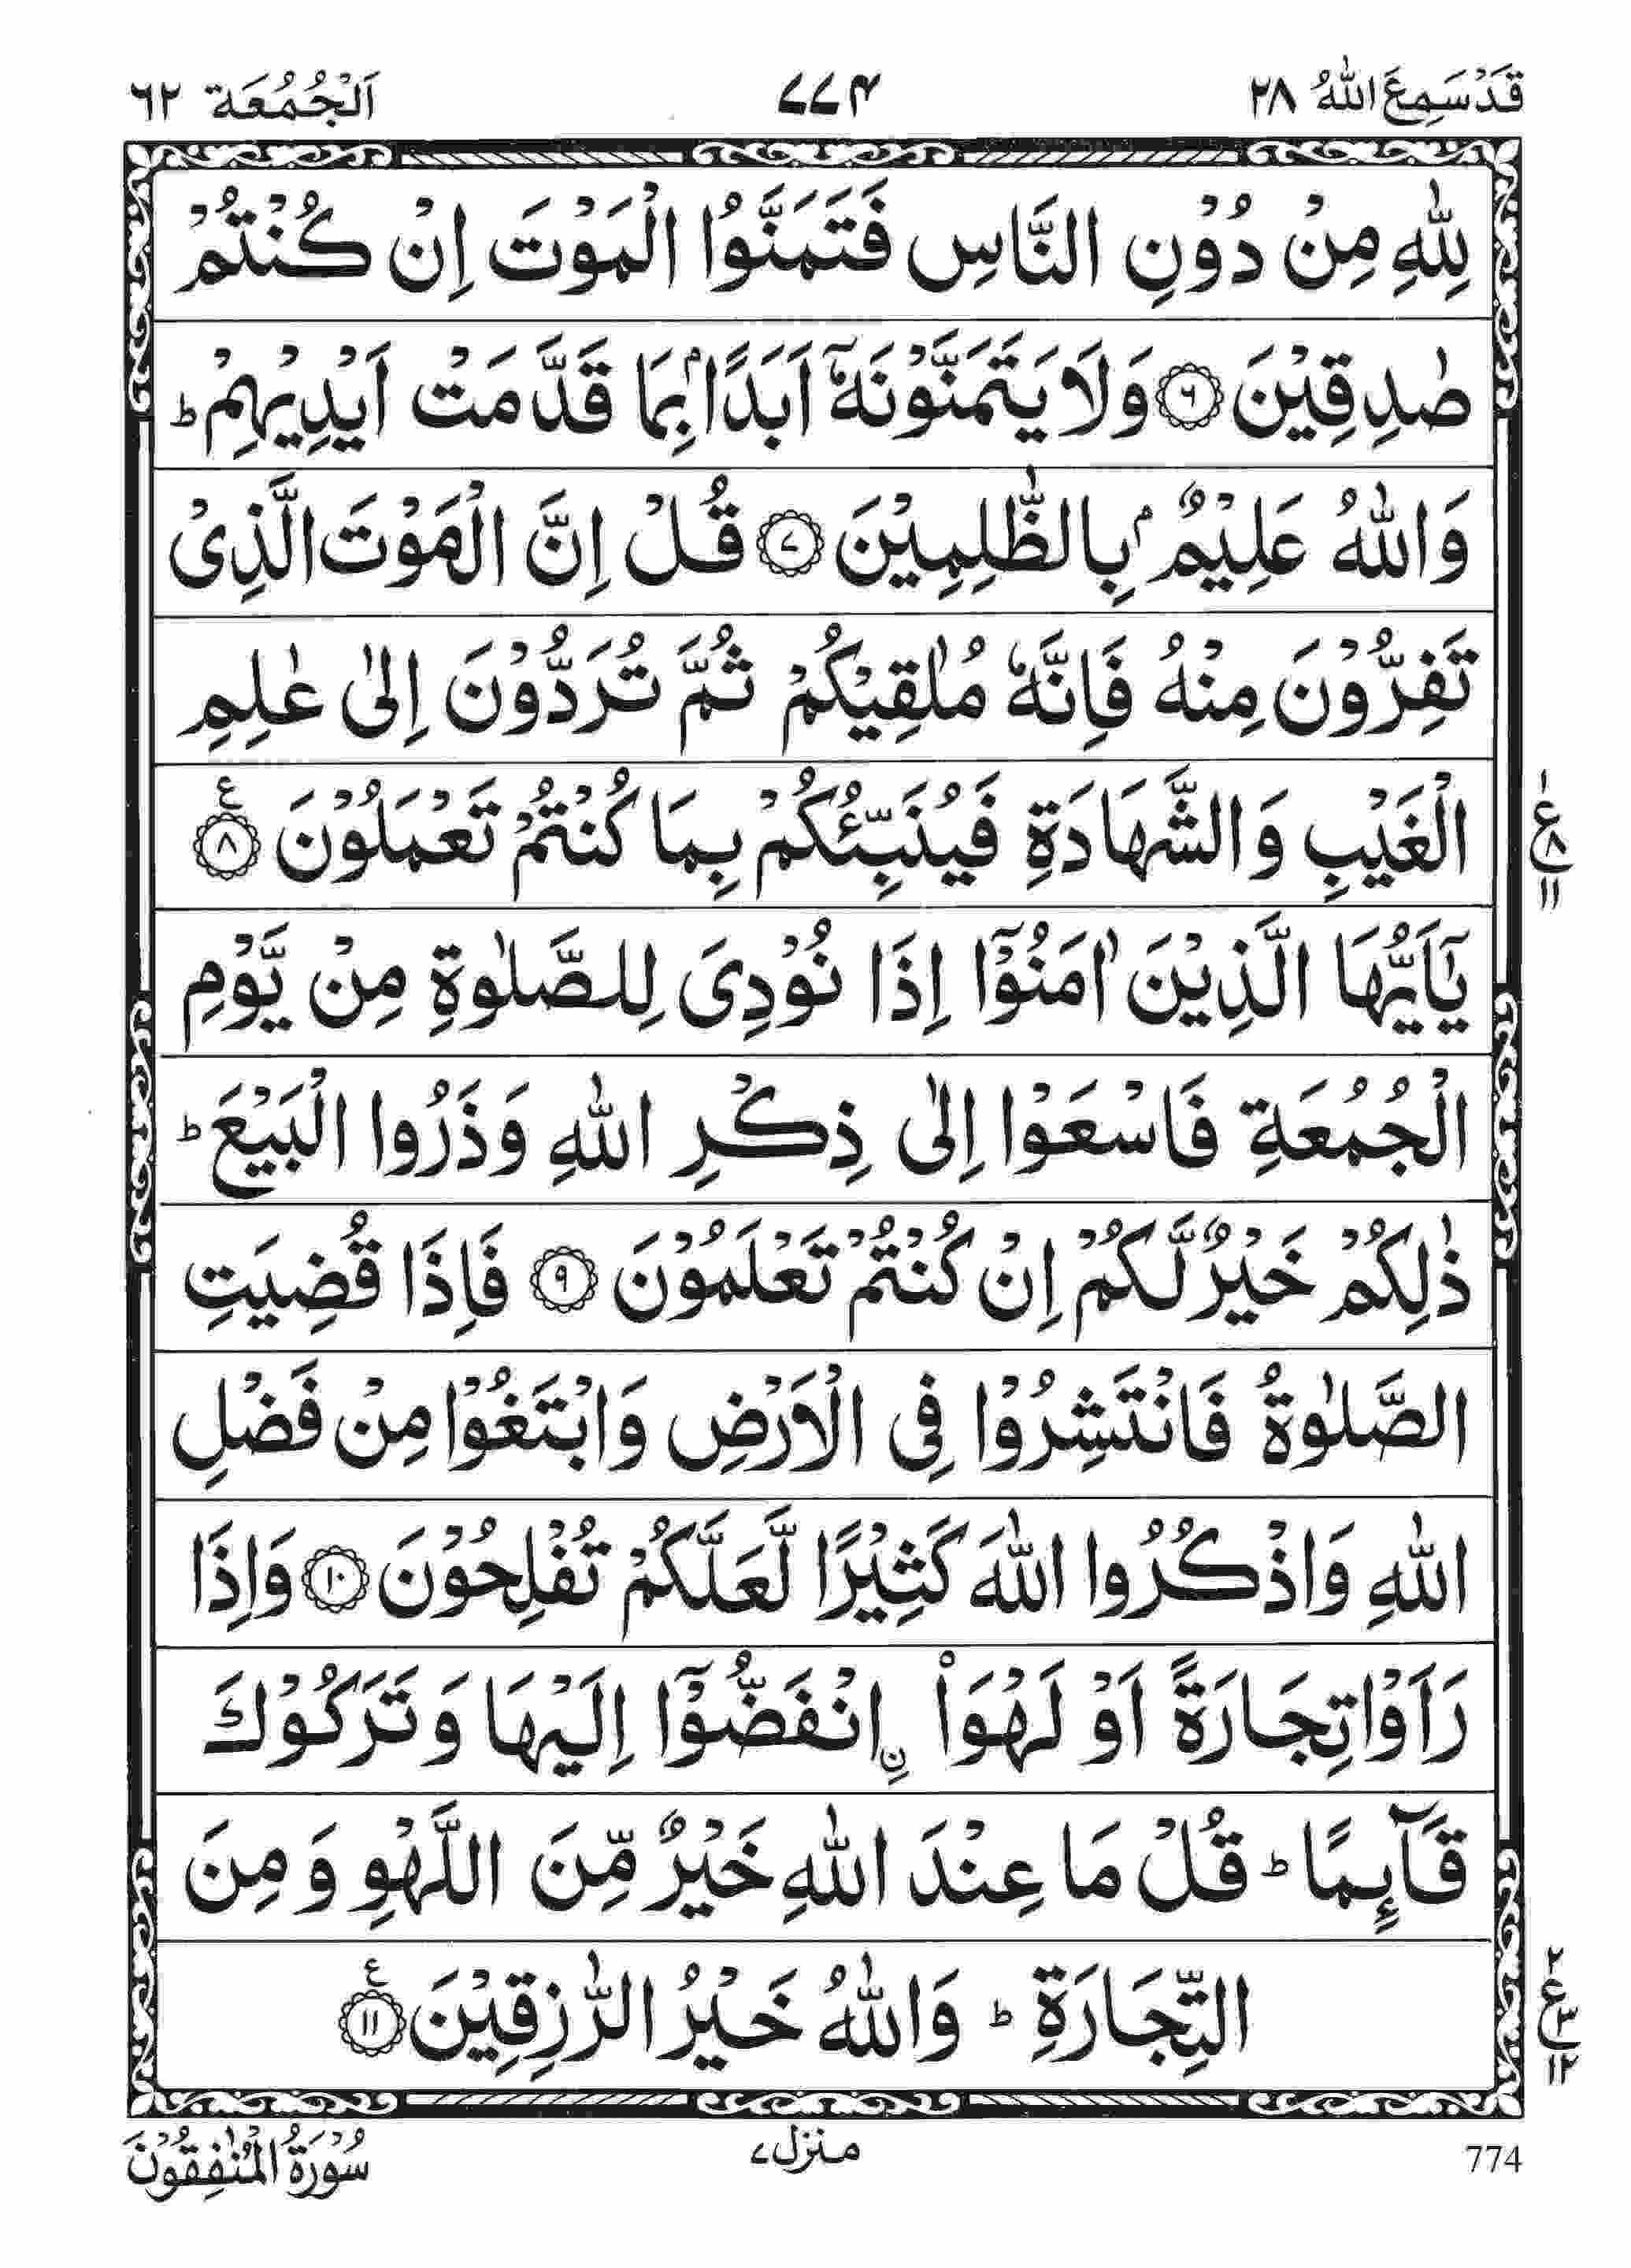 قَدْسَمِعَ اللّٰهُ ٢٨
٧٧۴
اَلْجُمُعَة ٦٢
لِلّٰهِ مِنْ دُوْنِ النَّاسِ فَتَمَنَّوُا الْمَوْتَ اِنْ كُنْتُمْ
صٰدِقِيْنَ ۝٦ وَلَا يَتَمَنَّوْنَهٗۤ اَبَدًۢا بِمَا قَدَّمَتْ اَيْدِيْهِمْ ؕ
وَاللّٰهُ عَلِيْمٌۢ بِالظّٰلِمِيْنَ ۝٧ قُلْ اِنَّ الْمَوْتَ الَّذِىْ
تَفِرُّوْنَ مِنْهُ فَاِنَّهٗ مُلٰقِيْكُمْ ثُمَّ تُرَدُّوْنَ اِلٰى عٰلِمِ
الْغَيْبِ وَالشَّهَادَةِ فَيُنَبِّئُكُمْ بِمَا كُنْتُمْ تَعْمَلُوْنَ ۝٨ ع
١ ع ٨ ١١
يٰۤاَيُّهَا الَّذِيْنَ اٰمَنُوْۤا اِذَا نُوْدِىَ لِلصَّلٰوةِ مِنْ يَّوْمِ
الْجُمُعَةِ فَاسْعَوْا اِلٰى ذِكْرِ اللّٰهِ وَذَرُوا الْبَيْعَ ؕ
ذٰلِكُمْ خَيْرٌ لَّكُمْ اِنْ كُنْتُمْ تَعْلَمُوْنَ ۝٩ فَاِذَا قُضِيَتِ
الصَّلٰوةُ فَانْتَشِرُوْا فِى الْاَرْضِ وَابْتَغُوْا مِنْ فَضْلِ
اللّٰهِ وَاذْكُرُوا اللّٰهَ كَثِيْرًا لَّعَلَّكُمْ تُفْلِحُوْنَ ۝١٠ وَاِذَا
رَاَوْا تِجَارَةً اَوْ لَهْوَاْ ۨانْفَضُّوْۤا اِلَيْهَا وَتَرَكُوْكَ
قَآئِمًا ؕ قُلْ مَا عِنْدَ اللّٰهِ خَيْرٌ مِّنَ اللَّهْوِ وَمِنَ
التِّجَارَةِ ؕ وَاللّٰهُ خَيْرُ الرّٰزِقِيْنَ ۝١١ ع
٢ ع ٣ ١٢
774
منزل ٧
سُوْرَةُ الْمُنٰفِقُوْنَ